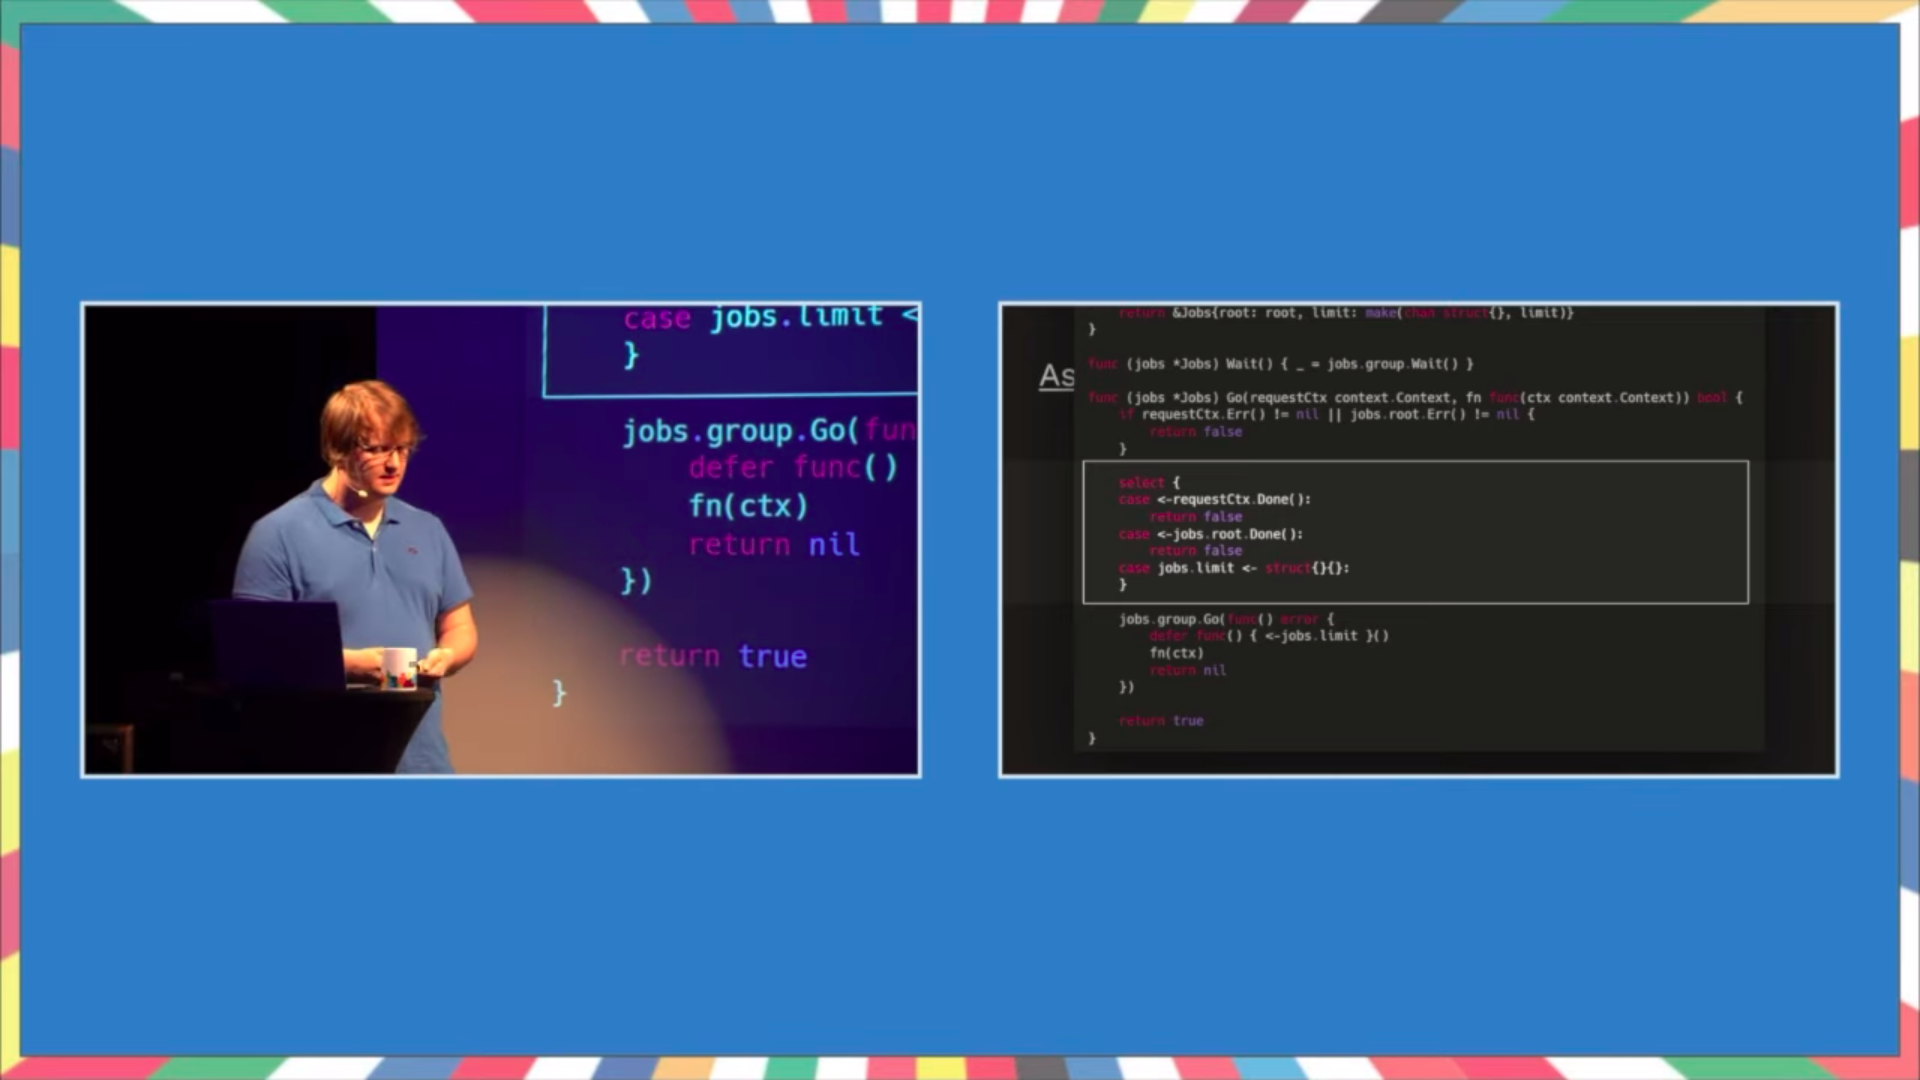 case jobs.limit <
}
jobs.group.Go(fun
defer func()
fn(ctx)
return nil
})
return true
}
As
return &Jobs{root: root, limit: make(chan struct{}, limit)}
}
func (jobs *Jobs) Wait() { _ = jobs.group.Wait() }
func (jobs *Jobs) Go(requestCtx context.Context, fn func(ctx context.Context)) bool {
if requestCtx.Err() != nil || jobs.root.Err() != nil {
return false
}
select {
case <-requestCtx.Done():
return false
case <-jobs.root.Done():
return false
case jobs.limit <- struct{}{}:
}
jobs.group.Go(func() error {
defer func() { <-jobs.limit }()
fn(ctx)
return nil
})
return true
}